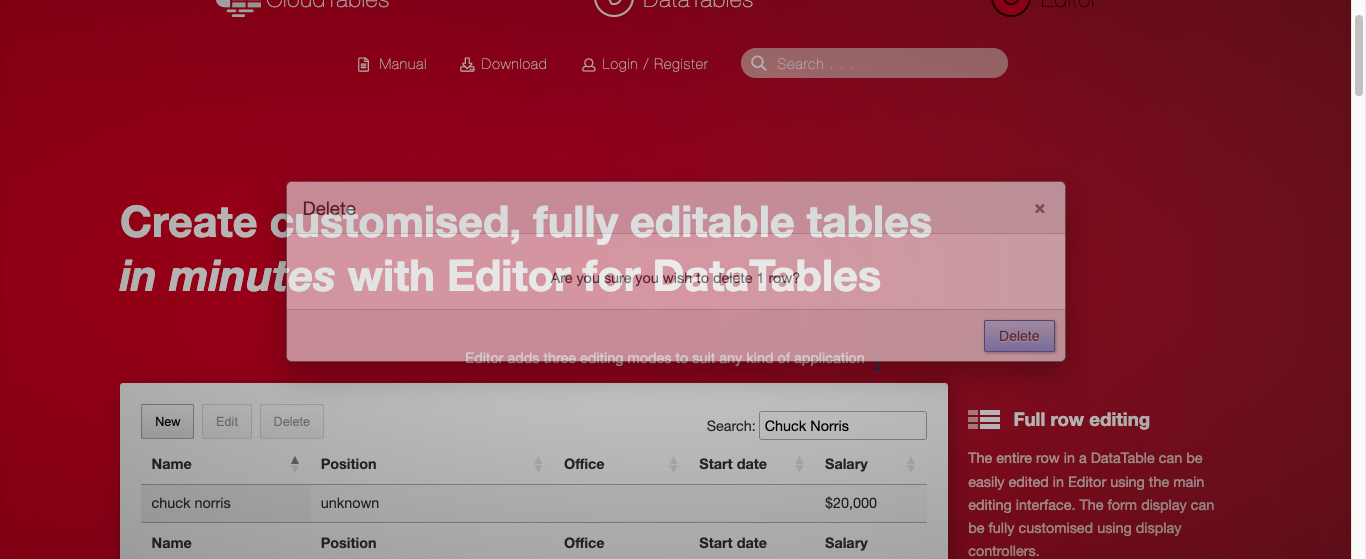 CloudTables
DataTables
Editor
Manual
Download
Login / Register
Search . . .
Delete
×
Create customised, fully editable tables
in minutes with Editor for DataTables
Are you sure you wish to delete 1 row?
Delete
Editor adds three editing modes to suit any kind of application
New
Edit
Delete
Search: Chuck Norris
Name Position Office Start date Salary
chuck norris unknown $20,000
Name Position Office Start date Salary
Full row editing
The entire row in a DataTable can be
easily edited in Editor using the main
editing interface. The form display can
be fully customised using display
controllers.